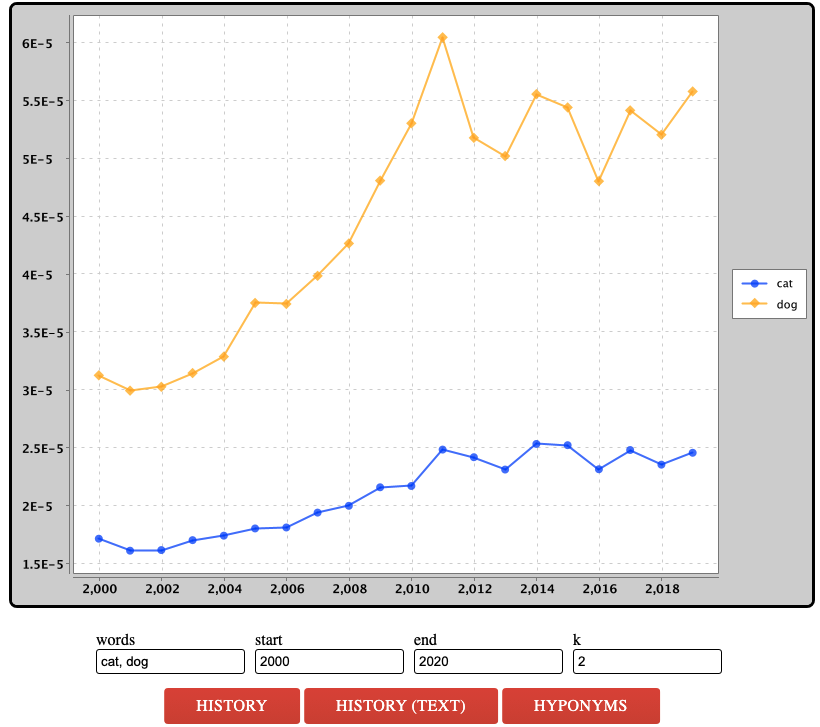 6E-5
5.5E-5
5E-5
4.5E-5
4E-5
3.5E-5
3E-5
2.5E-5
2E-5
1.5E-5
2,000 2,002 2,004 2,006 2,008 2,010 2,012 2,014 2,016 2,018
cat
dog
words start end k
cat, dog 2000 2020 2
HISTORY HISTORY (TEXT) HYPONYMS